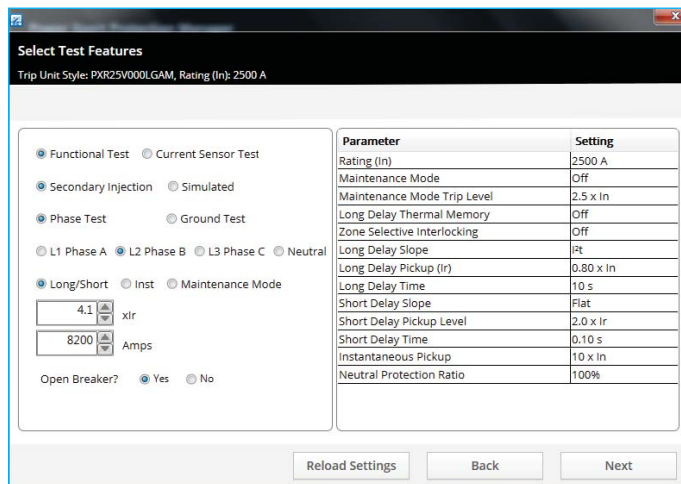 Select Test Features
Trip Unit Style: PXR25V000LGAM, Rating (In): 2500 A
Functional Test Current Sensor Test
Secondary Injection Simulated
Phase Test Ground Test
L1 Phase A L2 Phase B L3 Phase C Neutral
Long/Short Inst Maintenance Mode
4.1 xIr
8200 Amps
Open Breaker? Yes No
Parameter Setting
Rating (In) 2500 A
Maintenance Mode Off
Maintenance Mode Trip Level 2.5 x In
Long Delay Thermal Memory Off
Zone Selective Interlocking Off
Long Delay Slope I²t
Long Delay Pickup (Ir) 0.80 x In
Long Delay Time 10 s
Short Delay Slope Flat
Short Delay Pickup Level 2.0 x Ir
Short Delay Time 0.10 s
Instantaneous Pickup 10 x In
Neutral Protection Ratio 100%
Reload Settings Back Next